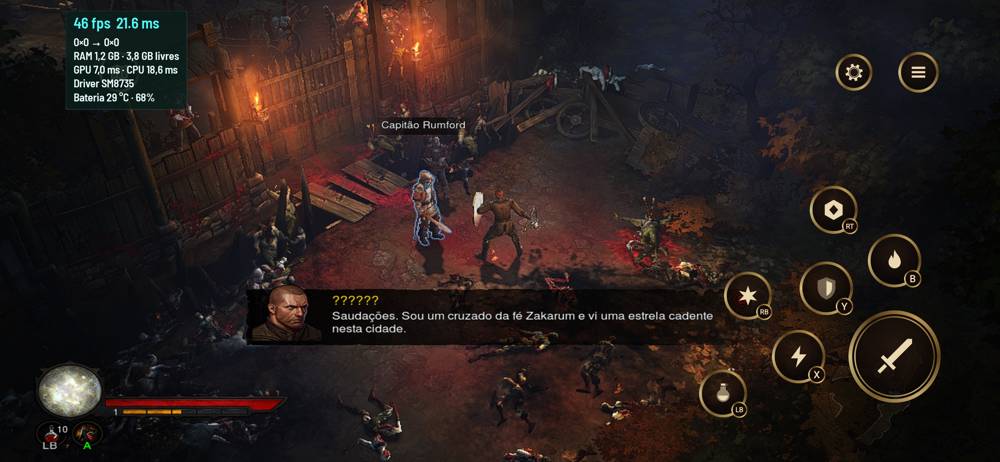 46 fps 21.6 ms
0×0 → 0×0
RAM 1,2 GB · 3,8 GB livres
GPU 7,0 ms · CPU 18,6 ms
Driver SM8735
Bateria 29 °C · 68%
Capitão Rumford
RT
B
Y
RB
X
LB
??????
Saudações. Sou um cruzado da fé Zakarum e vi uma estrela cadente
nesta cidade.
1
10
LB
A